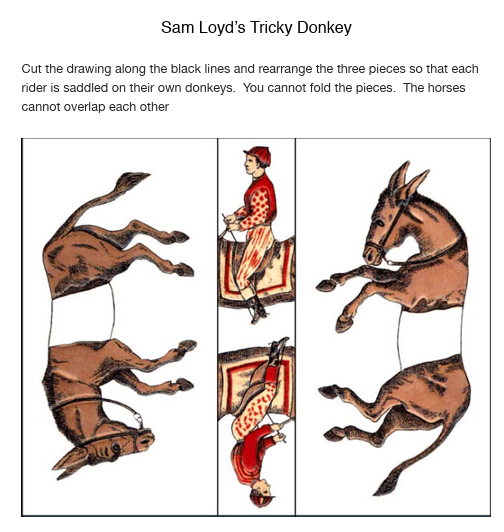 Sam Loyd’s Tricky Donkey
Cut the drawing along the black lines and rearrange the three pieces so that each
rider is saddled on their own donkeys.  You cannot fold the pieces.  The horses
cannot overlap each other